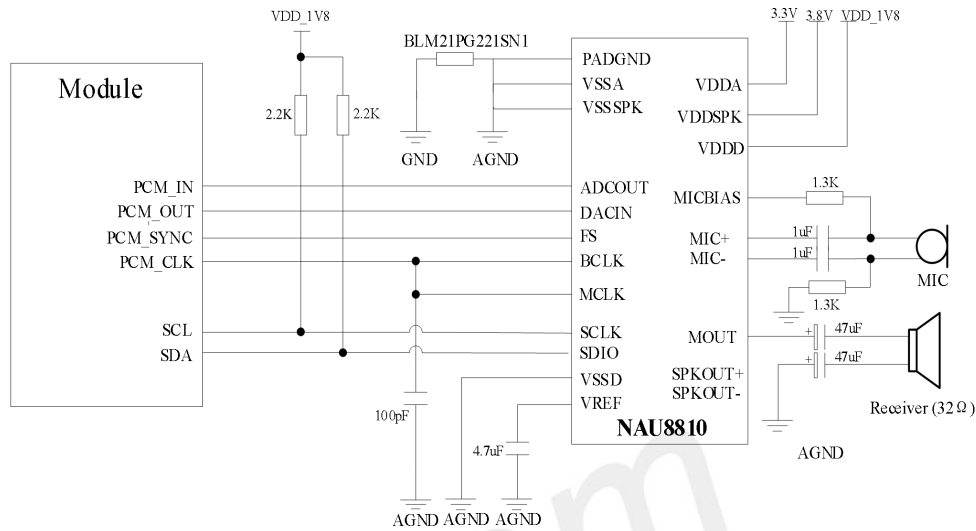 VDD_1V8
3.3V 3.8V VDD_1V8
BLM21PG221SN1
Module
PADGND
VSSA
VSSSPK
VDDA
VDDSPK
VDDD
2.2K
2.2K
GND
AGND
PCM_IN
PCM_OUT
PCM_SYNC
PCM_CLK
SCL
SDA
ADCOUT
DACIN
FS
BCLK
MCLK
SCLK
SDIO
VSSD
VREF
MICBIAS
MIC+
MIC-
MOUT
SPKOUT+
SPKOUT-
NAU8810
1.3K
1uF
1uF
1.3K
MIC
+ 47uF
+ 47uF
Receiver (32Ω)
AGND
100pF
4.7uF
AGND AGND AGND